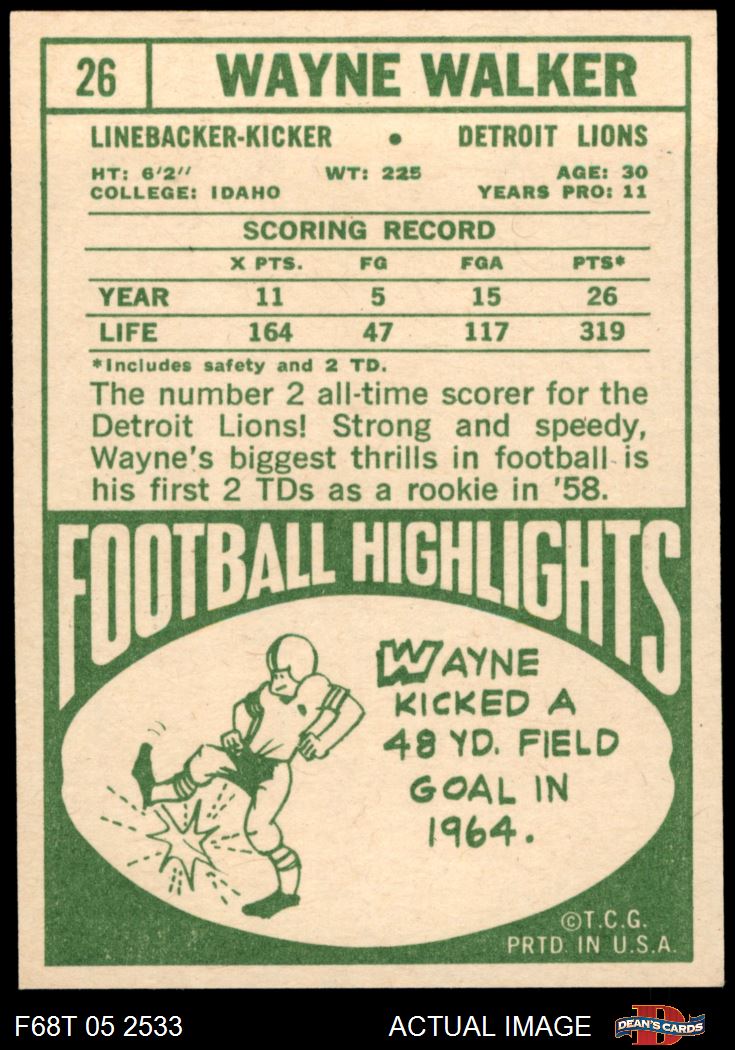 26 WAYNE WALKER
LINEBACKER-KICKER • DETROIT LIONS
HT: 6'2" WT: 225 AGE: 30
COLLEGE: IDAHO YEARS PRO: 11
SCORING RECORD
X PTS. FG FGA PTS*
YEAR 11 5 15 26
LIFE 164 47 117 319
*Includes safety and 2 TD.
The number 2 all-time scorer for the
Detroit Lions! Strong and speedy,
Wayne's biggest thrills in football is
his first 2 TDs as a rookie in '58.
FOOTBALL HIGHLIGHTS
WAYNE
KICKED A
48 YD. FIELD
GOAL IN
1964.
©T.C.G.
PRTD. IN U.S.A.
F68T 05 2533 ACTUAL IMAGE D DEAN'S CARDS